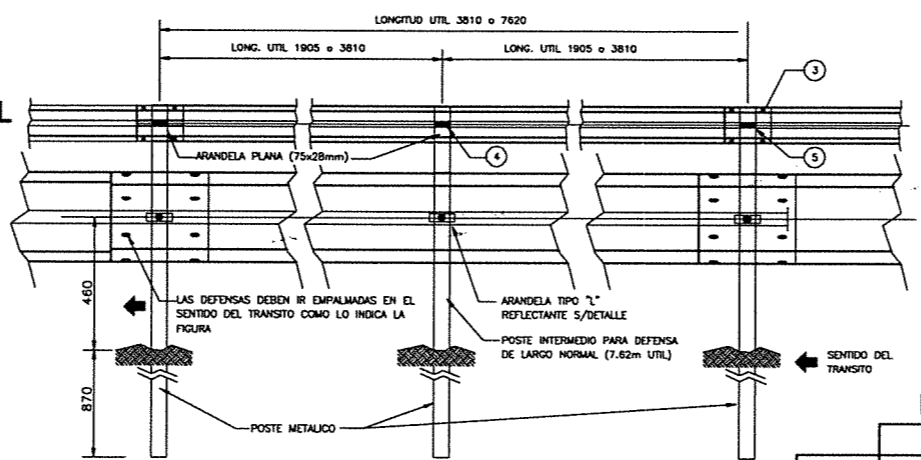 LONGITUD UTIL 3810 o 7620
LONG. UTIL 1905 o 3810
LONG. UTIL 1905 o 3810
3
ARANDELA PLANA (75x28mm)
4
5
460
LAS DEFENSAS DEBEN IR EMPALMADAS EN EL
SENTIDO DEL TRANSITO COMO LO INDICA LA
FIGURA
ARANDELA TIPO "L"
REFLECTANTE S/DETALLE
POSTE INTERMEDIO PARA DEFENSA
DE LARGO NORMAL (7.62m UTIL)
SENTIDO DEL
TRANSITO
870
POSTE METALICO